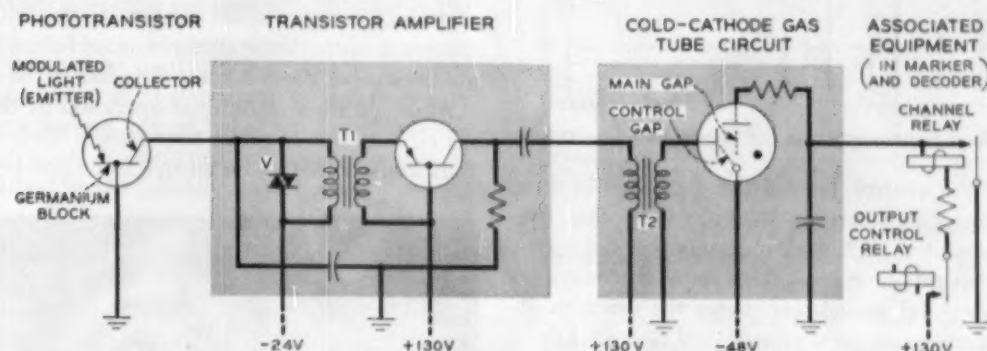 PHOTOTRANSISTOR
MODULATED
LIGHT
(EMITTER)
COLLECTOR
GERMANIUM
BLOCK
TRANSISTOR AMPLIFIER
V
T1
COLD-CATHODE GAS
TUBE CIRCUIT
MAIN GAP
CONTROL
GAP
T2
ASSOCIATED
EQUIPMENT
(IN MARKER
AND DECODER)
CHANNEL
RELAY
OUTPUT
CONTROL
RELAY
-24V
+130V
+130V
-48V
+130V